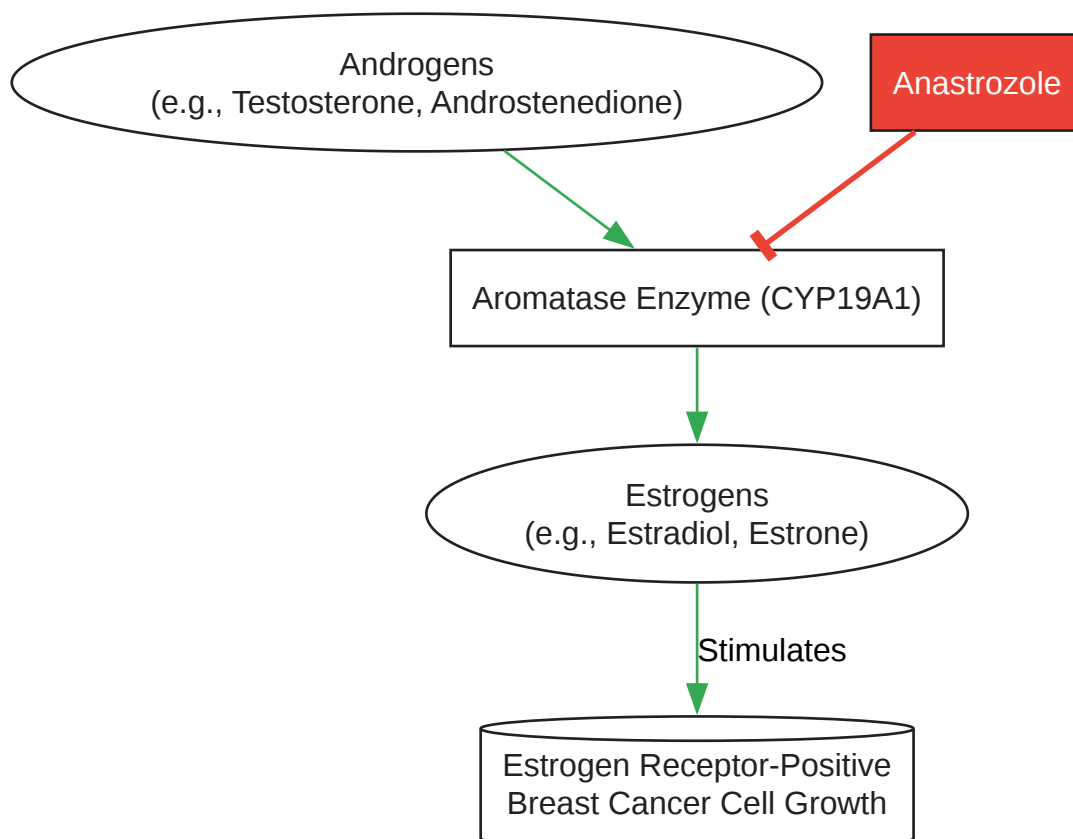 Androgens
(e.g., Testosterone, Androstenedione)
Anastrozole
Aromatase Enzyme (CYP19A1)
Estrogens
(e.g., Estradiol, Estrone)
Stimulates
Estrogen Receptor-Positive
Breast Cancer Cell Growth